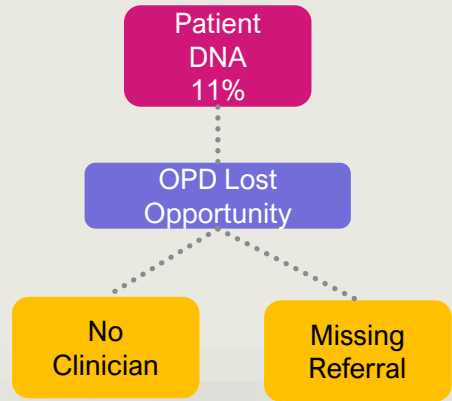 Patient
DNA
11%
OPD Lost
Opportunity
No
Clinician
Missing
Referral